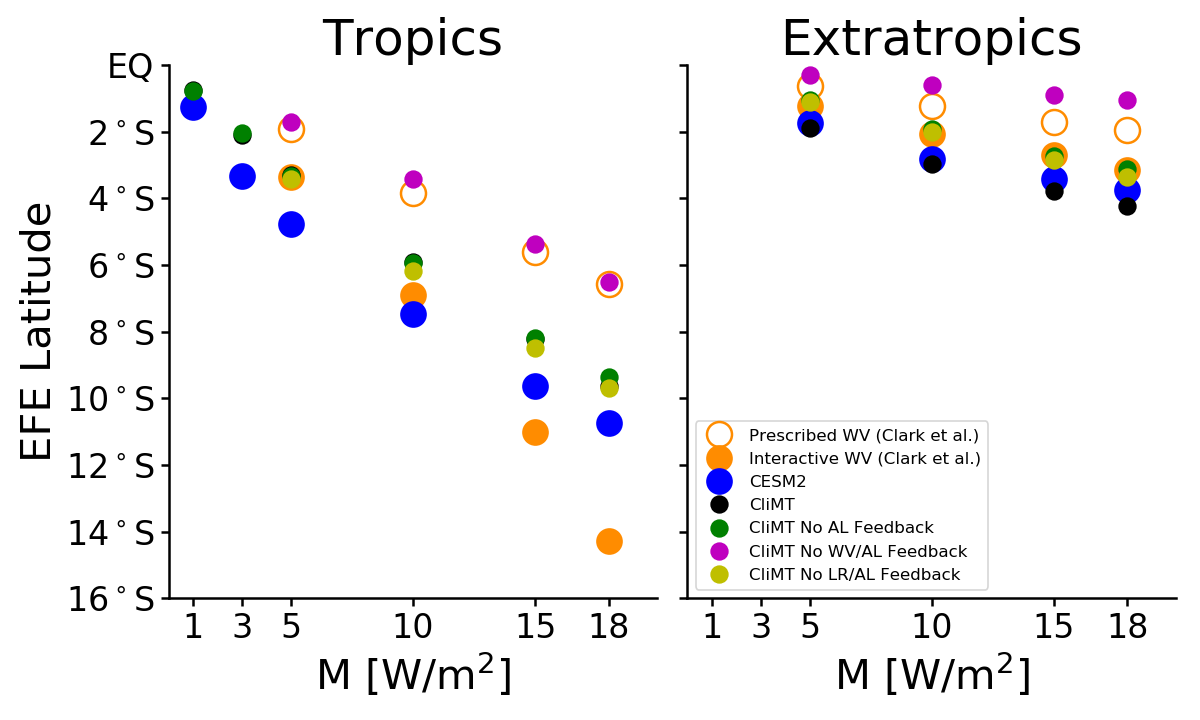 Tropics
Extratropics
EFE Latitude
EQ
2°S
4°S
6°S
8°S
10°S
12°S
14°S
16°S
1 3 5 10 15 18
M [W/m²]
Prescribed WV (Clark et al.)
Interactive WV (Clark et al.)
CESM2
CliMT
CliMT No AL Feedback
CliMT No WV/AL Feedback
CliMT No LR/AL Feedback
1 3 5 10 15 18
M [W/m²]